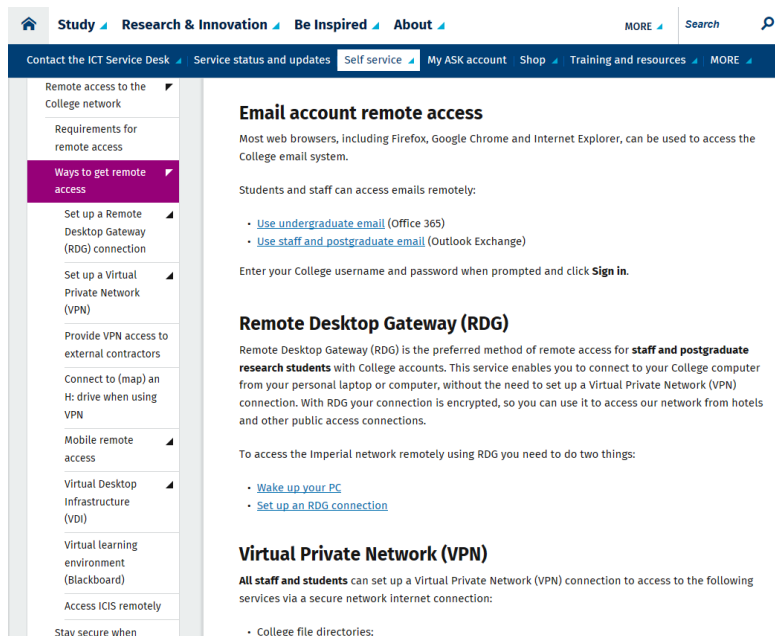 Study Research & Innovation Be Inspired About MORE Search
Contact the ICT Service Desk Service status and updates Self service My ASK account Shop Training and resources MORE
Remote access to the
College network
Requirements for
remote access
Ways to get remote
access
Set up a Remote
Desktop Gateway
(RDG) connection
Set up a Virtual
Private Network
(VPN)
Provide VPN access to
external contractors
Connect to (map) an
H: drive when using
VPN
Mobile remote
access
Virtual Desktop
Infrastructure
(VDI)
Virtual learning
environment
(Blackboard)
Access ICIS remotely
Stay secure when
Email account remote access
Most web browsers, including Firefox, Google Chrome and Internet Explorer, can be used to access the
College email system.
Students and staff can access emails remotely:
• Use undergraduate email (Office 365)
• Use staff and postgraduate email (Outlook Exchange)
Enter your College username and password when prompted and click Sign in.
Remote Desktop Gateway (RDG)
Remote Desktop Gateway (RDG) is the preferred method of remote access for staff and postgraduate
research students with College accounts. This service enables you to connect to your College computer
from your personal laptop or computer, without the need to set up a Virtual Private Network (VPN)
connection. With RDG your connection is encrypted, so you can use it to access our network from hotels
and other public access connections.
To access the Imperial network remotely using RDG you need to do two things:
• Wake up your PC
• Set up an RDG connection
Virtual Private Network (VPN)
All staff and students can set up a Virtual Private Network (VPN) connection to access to the following
services via a secure network internet connection:
• College file directories;